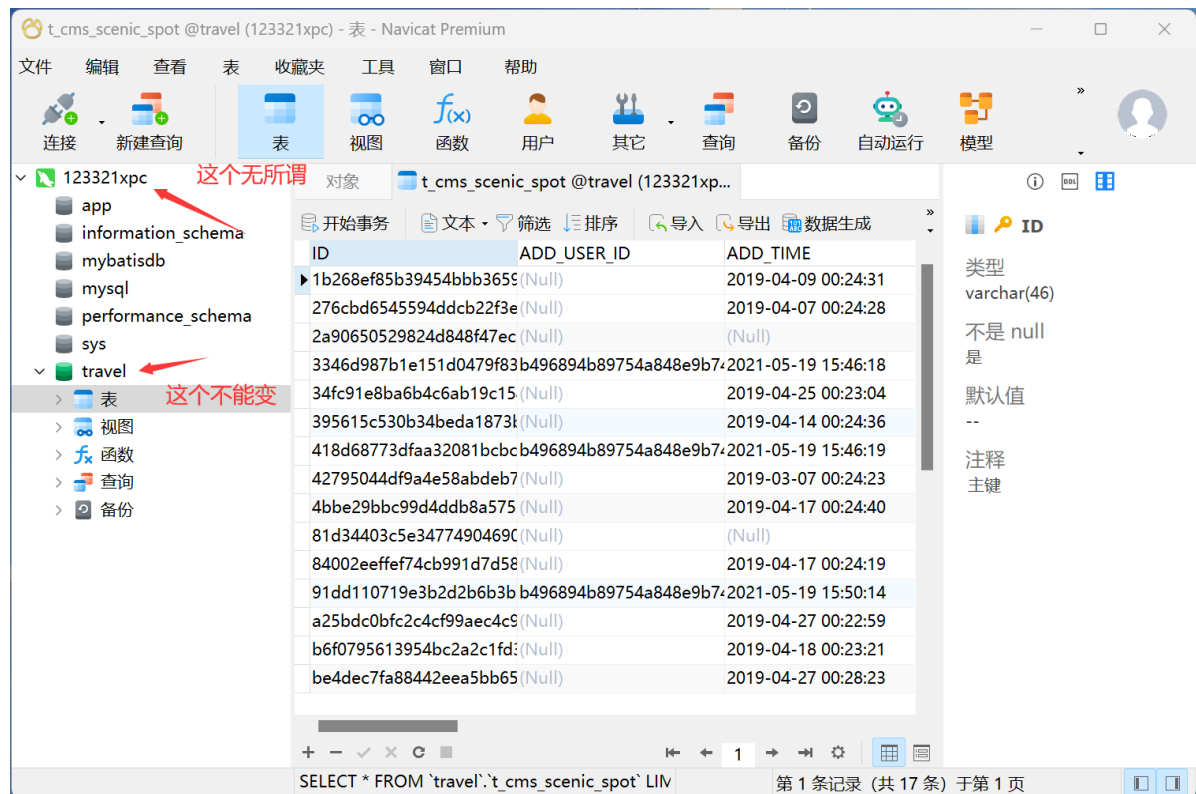 t_cms_scenic_spot @travel (123321xpc) - 表 - Navicat Premium
文件 编辑 查看 表 收藏夹 工具 窗口 帮助
连接 新建查询 表 视图 函数 用户 其它 查询 备份 自动运行 模型
123321xpc
这个无所谓
app
information_schema
mybatisdb
mysql
performance_schema
sys
travel
这个不能变
表
视图
函数
查询
备份
对象 t_cms_scenic_spot @travel (123321xp...
开始事务 文本 筛选 排序 导入 导出 数据生成
ID ADD_USER_ID ADD_TIME
1b268ef85b39454bbb3659 (Null) 2019-04-09 00:24:31
276cbd6545594ddcb22f3e (Null) 2019-04-07 00:24:28
2a90650529824d848f47ec (Null) (Null)
3346d987b1e151d0479f83 b496894b89754a848e9b74 2021-05-19 15:46:18
34fc91e8ba6b4c6ab19c15 (Null) 2019-04-25 00:23:04
395615c530b34beda1873b (Null) 2019-04-14 00:24:36
418d68773dfaa32081bcbc b496894b89754a848e9b74 2021-05-19 15:46:19
42795044df9a4e58abdeb7 (Null) 2019-03-07 00:24:23
4bbe29bbc99d4ddb8a575 (Null) 2019-04-17 00:24:40
81d34403c5e34774904690 (Null) (Null)
84002eeffef74cb991d7d58 (Null) 2019-04-17 00:24:19
91dd110719e3b2d2b6b3b b496894b89754a848e9b74 2021-05-19 15:50:14
a25bdc0bfc2c4cf99aec4c9 (Null) 2019-04-27 00:22:59
b6f0795613954bc2a2c1fd (Null) 2019-04-18 00:23:21
be4dec7fa88442eea5bb65 (Null) 2019-04-27 00:28:23
1
SELECT * FROM `travel`.`t_cms_scenic_spot` LIM
第 1 条记录 (共 17 条) 于第 1 页
DDL
ID
类型
varchar(46)
不是 null
是
默认值
--
注释
主键